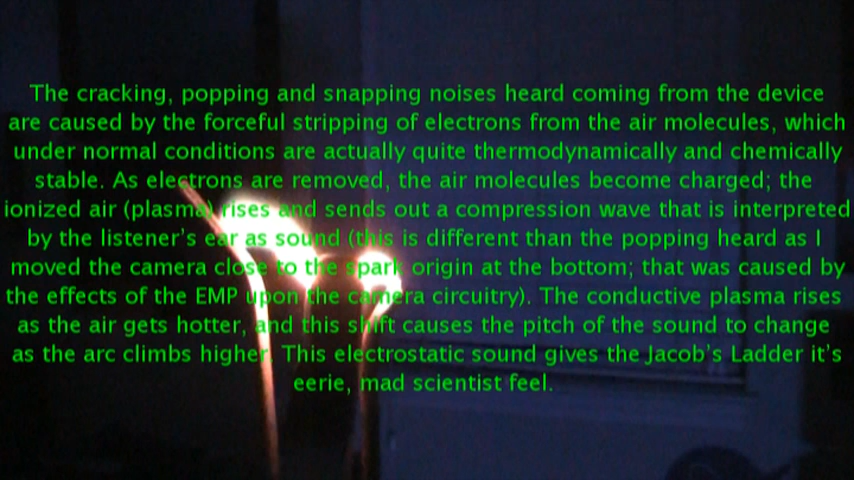 The cracking, popping and snapping noises heard coming from the device
are caused by the forceful stripping of electrons from the air molecules, which
under normal conditions are actually quite thermodynamically and chemically
stable. As electrons are removed, the air molecules become charged; the
ionized air (plasma) rises and sends out a compression wave that is interpreted
by the listener's ear as sound (this is different than the popping heard as I
moved the camera close to the spark origin at the bottom; that was caused by
the effects of the EMP upon the camera circuitry). The conductive plasma rises
as the air gets hotter, and this shift causes the pitch of the sound to change
as the arc climbs higher. This electrostatic sound gives the Jacob's Ladder it's
eerie, mad scientist feel.